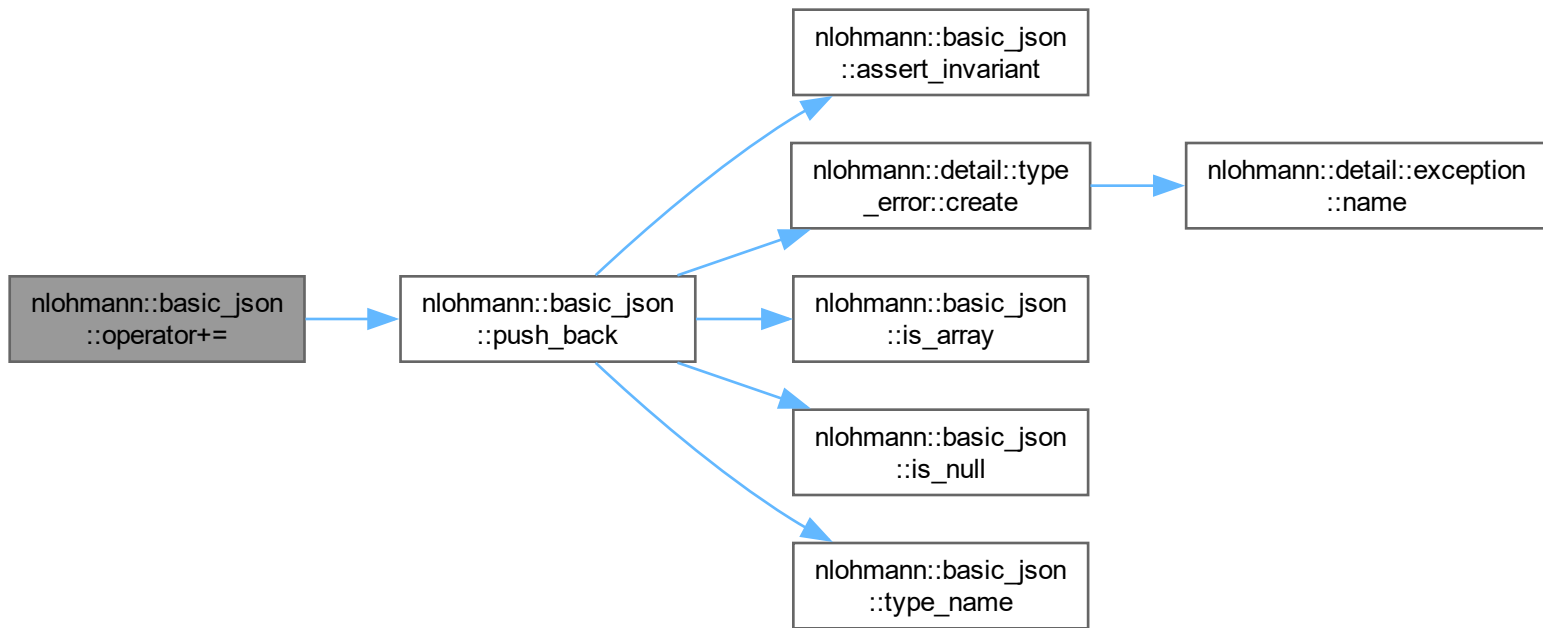 nlohmann::basic_json
::operator+=
nlohmann::basic_json
::push_back
nlohmann::basic_json
::assert_invariant
nlohmann::detail::type
_error::create
nlohmann::detail::exception
::name
nlohmann::basic_json
::is_array
nlohmann::basic_json
::is_null
nlohmann::basic_json
::type_name